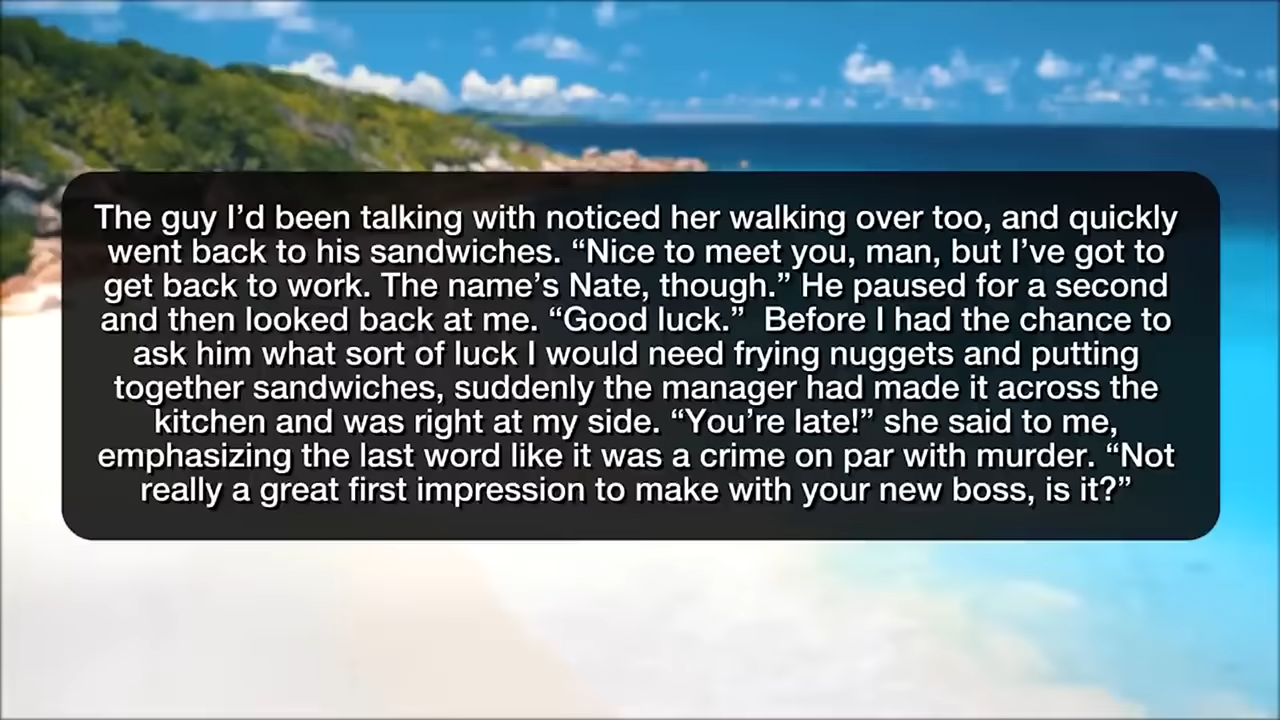 The guy I’d been talking with noticed her walking over too, and quickly
went back to his sandwiches. “Nice to meet you, man, but I’ve got to
get back to work. The name’s Nate, though.” He paused for a second
and then looked back at me. “Good luck.”  Before I had the chance to
ask him what sort of luck I would need frying nuggets and putting
together sandwiches, suddenly the manager had made it across the
kitchen and was right at my side. “You’re late!” she said to me,
emphasizing the last word like it was a crime on par with murder. “Not
really a great first impression to make with your new boss, is it?”